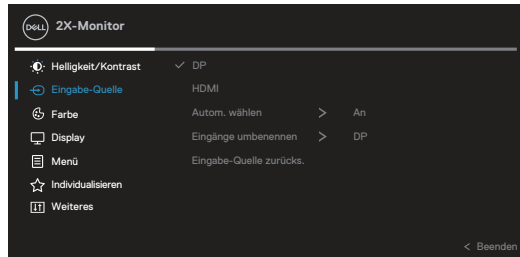 DELL 2X-Monitor
Helligkeit/Kontrast ✓ DP
Eingabe-Quelle HDMI
Farbe Autom. wählen > An
Display Eingänge umbenennen > DP
Menü Eingabe-Quelle zurücks.
Individualisieren
Weiteres
< Beenden